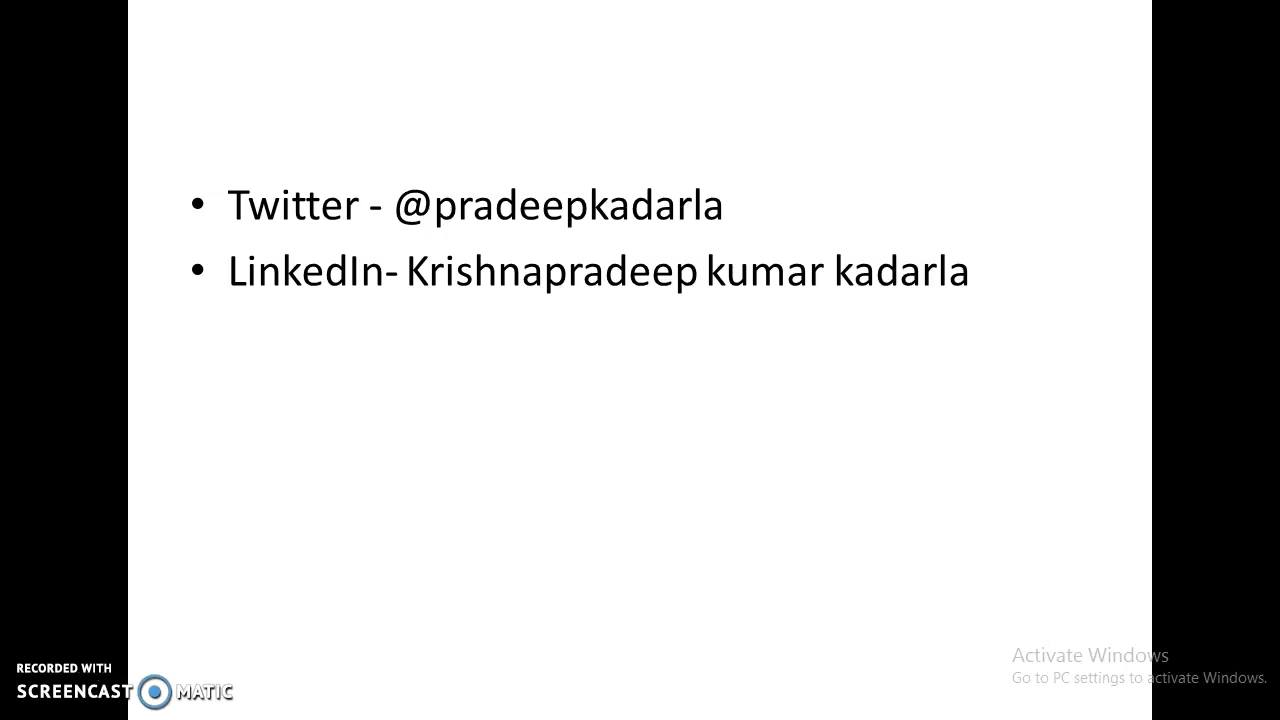 • Twitter - @pradeepkadarla
• LinkedIn- Krishnapradeep kumar kadarla
Activate Windows
Go to PC settings to activate Windows.
RECORDED WITH
SCREENCAST MATIC